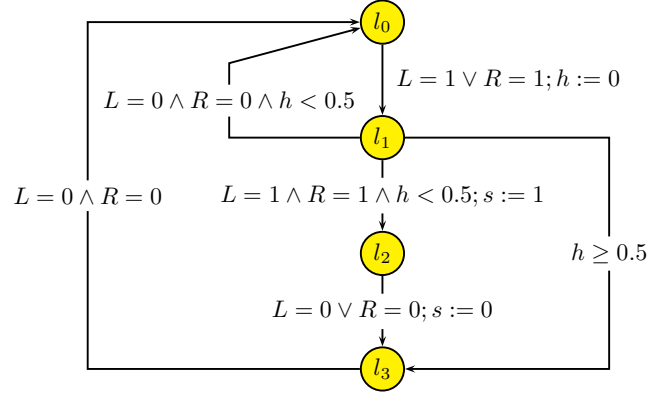 l₀
L = 1 ∨ R = 1; h := 0
L = 0 ∧ R = 0 ∧ h < 0.5
l₁
L = 0 ∧ R = 0
L = 1 ∧ R = 1 ∧ h < 0.5; s := 1
l₂
h ≥ 0.5
L = 0 ∨ R = 0; s := 0
l₃